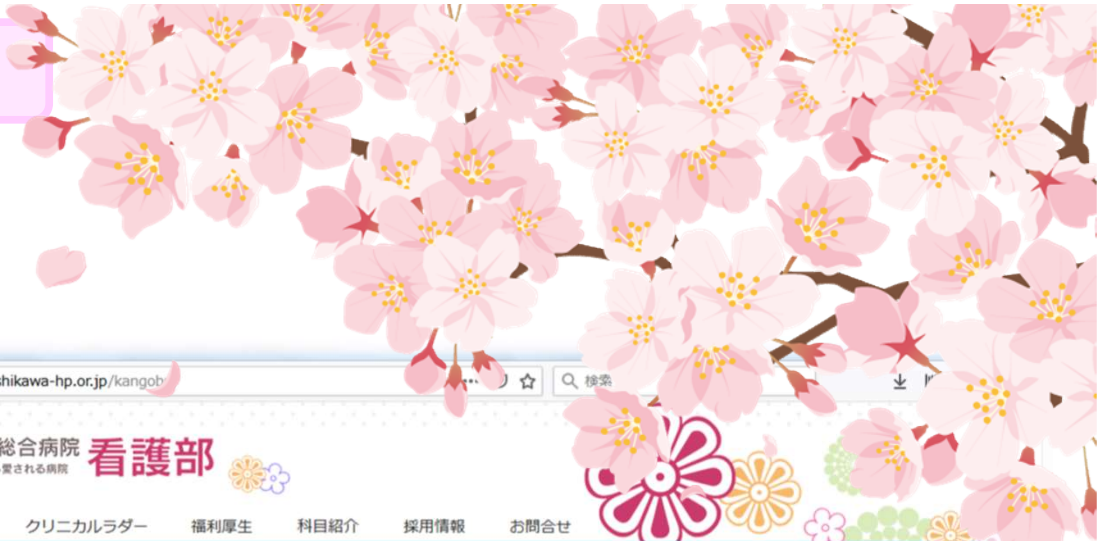 shikawa-hp.or.jp/kangob
検索
総合病院 看護部
愛される病院
クリニカルラダー 福利厚生 科目紹介 採用情報 お問合せ